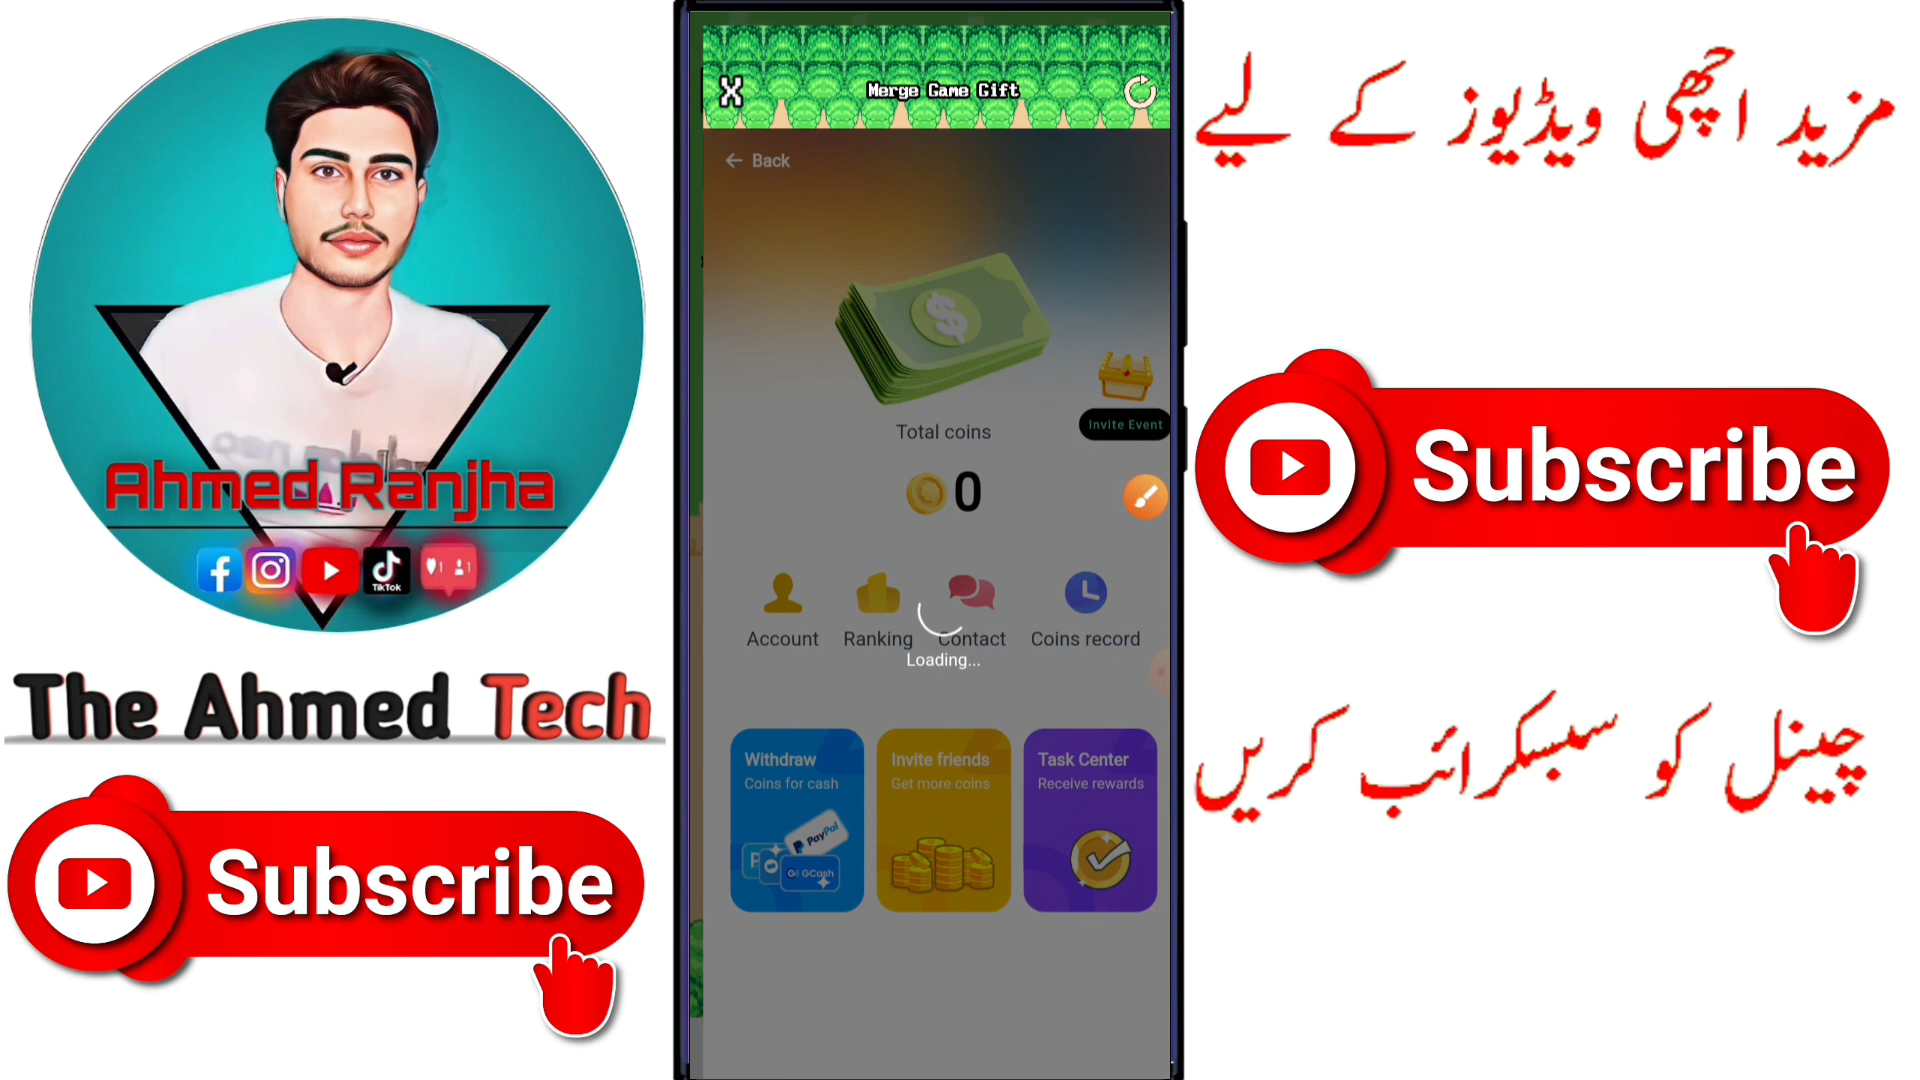 Ahmed Ranjha
TikTok
1 1
The Ahmed Tech
Subscribe
Merge Game Gift
Back
Invite Event
Total coins
0
Account Ranking Contact Coins record
Loading...
Withdraw
Coins for cash
PayPal
GCash
Invite friends
Get more coins
Task Center
Receive rewards
مزید اچھی ویڈیوز کے لیے
Subscribe
چینل کو سبسکرائب کریں